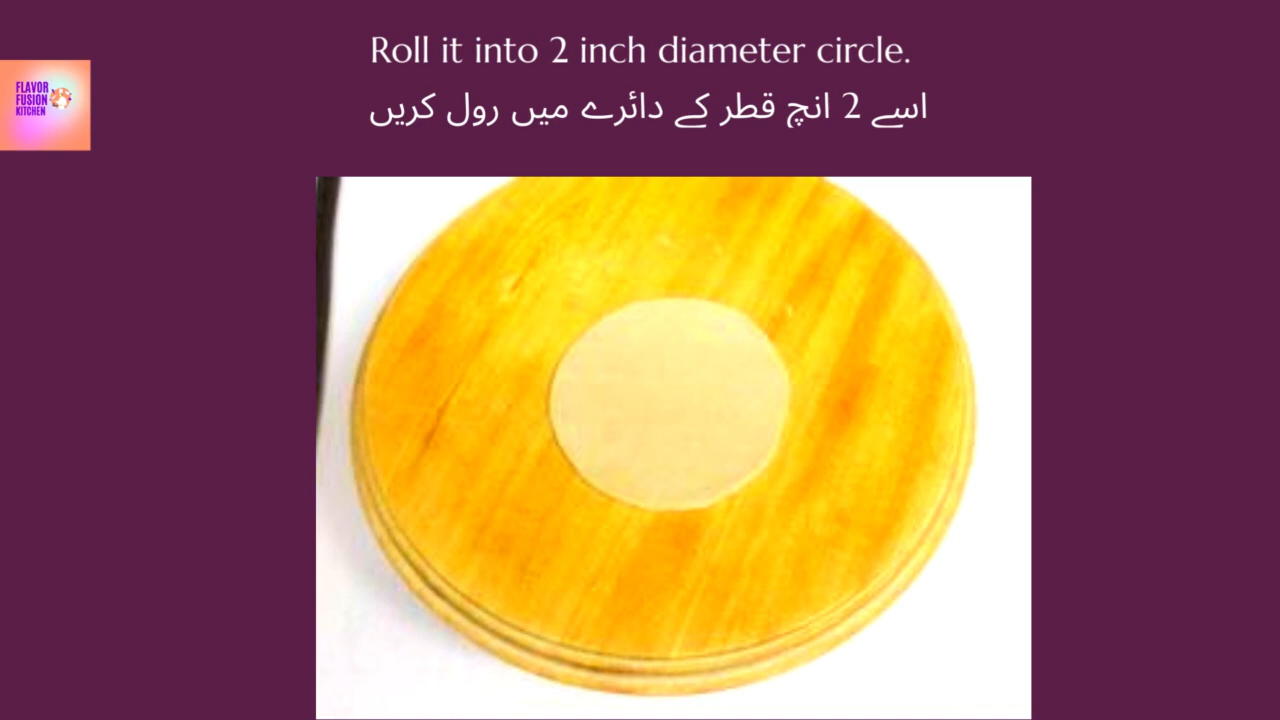 Roll it into 2 inch diameter circle.
اسے 2 انچ قطر کے دائرے میں رول کریں
FLAVOR
FUSION
KITCHEN